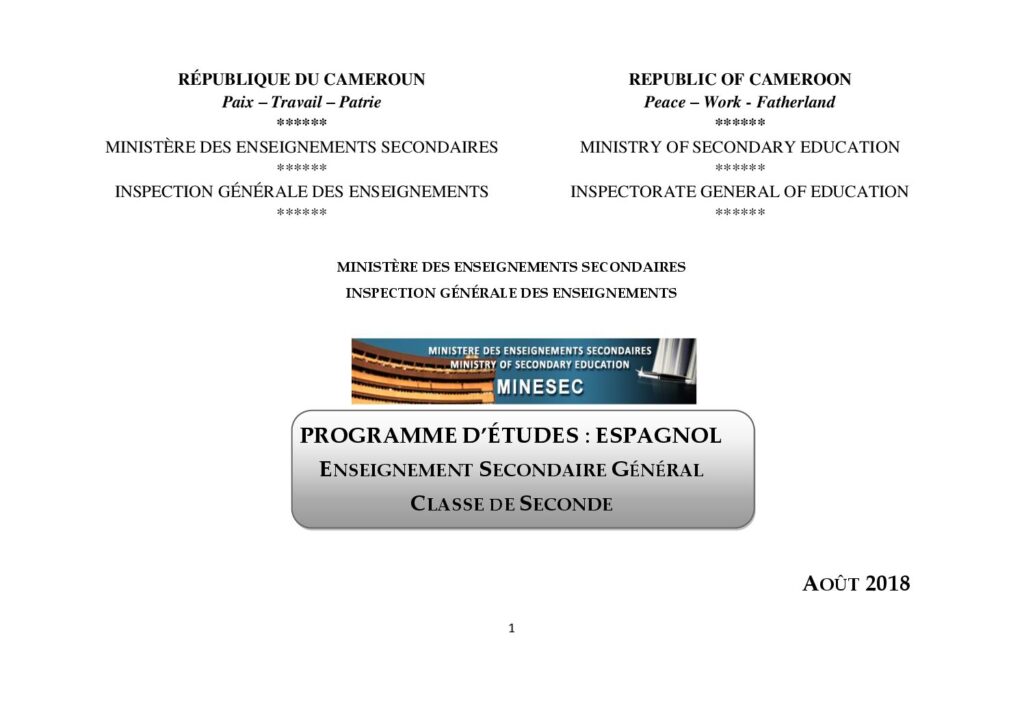 RÉPUBLIQUE DU CAMEROUN
Paix – Travail – Patrie
******
MINISTÈRE DES ENSEIGNEMENTS SECONDAIRES
******
INSPECTION GÉNÉRALE DES ENSEIGNEMENTS
******
REPUBLIC OF CAMEROON
Peace – Work - Fatherland
******
MINISTRY OF SECONDARY EDUCATION
******
INSPECTORATE GENERAL OF EDUCATION
******
MINISTÈRE DES ENSEIGNEMENTS SECONDAIRES
INSPECTION GÉNÉRALE DES ENSEIGNEMENTS
MINISTERE DES ENSEIGNEMENTS SECONDAIRES
MINISTRY OF SECONDARY EDUCATION
MINESEC
PROGRAMME D'ÉTUDES : ESPAGNOL
ENSEIGNEMENT SECONDAIRE GÉNÉRAL
CLASSE DE SECONDE
AOÛT 2018
1